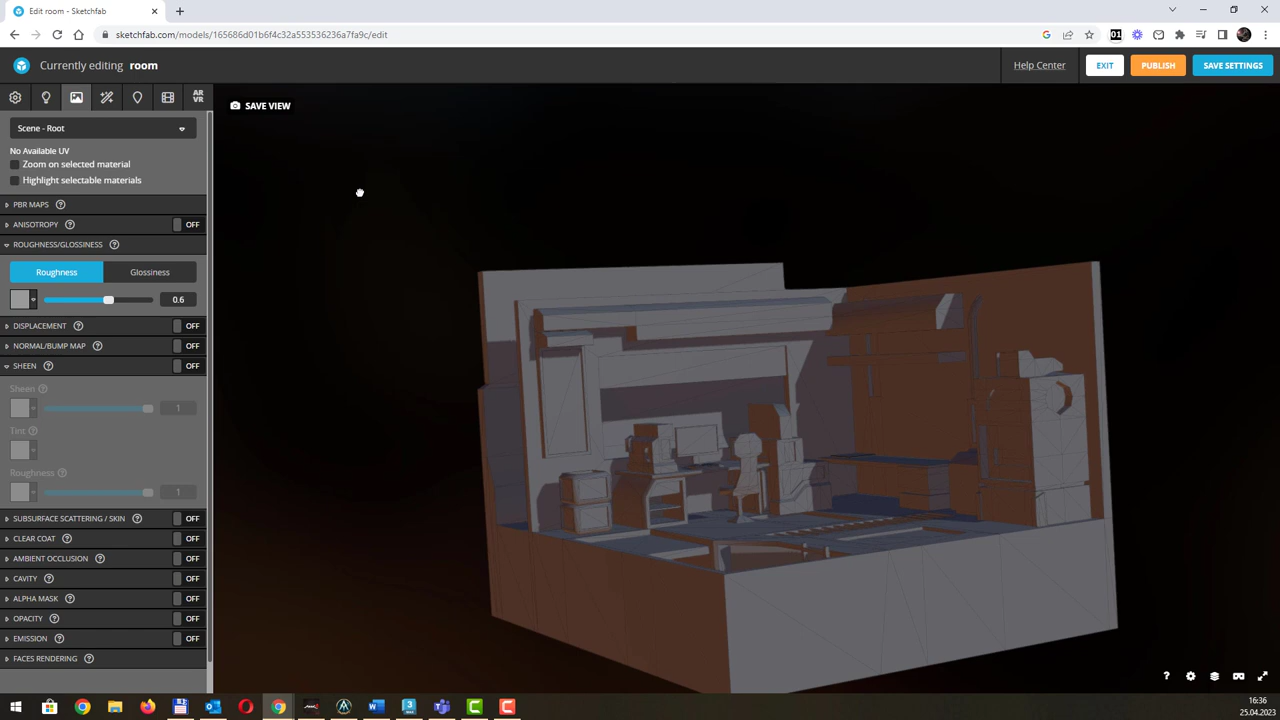 Edit room - Sketchfab
sketchfab.com/models/165686d01b6f4c32a553536236a7fa9c/edit
Currently editing room
Help Center
EXIT
PUBLISH
SAVE SETTINGS
AR
VR
SAVE VIEW
Scene - Root
No Available UV
Zoom on selected material
Highlight selectable materials
PBR MAPS
ANISOTROPY OFF
ROUGHNESS/GLOSSINESS
Roughness Glossiness
0.6
DISPLACEMENT OFF
NORMAL/BUMP MAP OFF
SHEEN OFF
Sheen
1
Tint
Roughness
1
SUBSURFACE SCATTERING / SKIN OFF
CLEAR COAT OFF
AMBIENT OCCLUSION OFF
CAVITY OFF
ALPHA MASK OFF
OPACITY OFF
EMISSION OFF
FACES RENDERING
16:36
25.04.2023